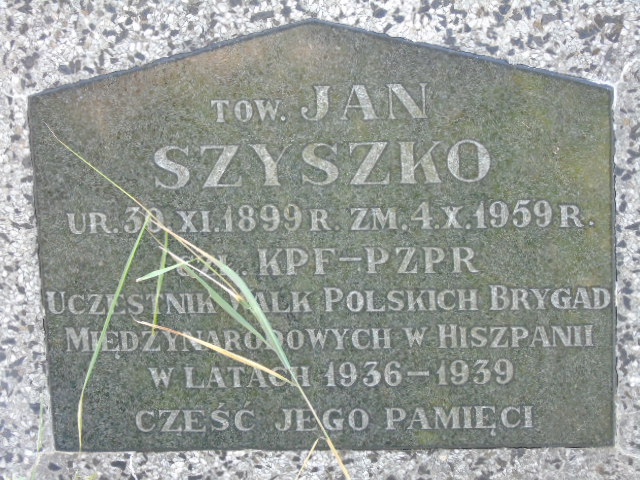 TOW. JAN
SZYSZKO
UR. 30.XI.1899 R. ZM. 4.X.1959 R.
KPF-PZPR
UCZESTNIK WALK POLSKICH BRYGAD
MIĘDZYNARODOWYCH W HISZPANII
W LATACH 1936-1939
CZEŚĆ JEGO PAMIĘCI